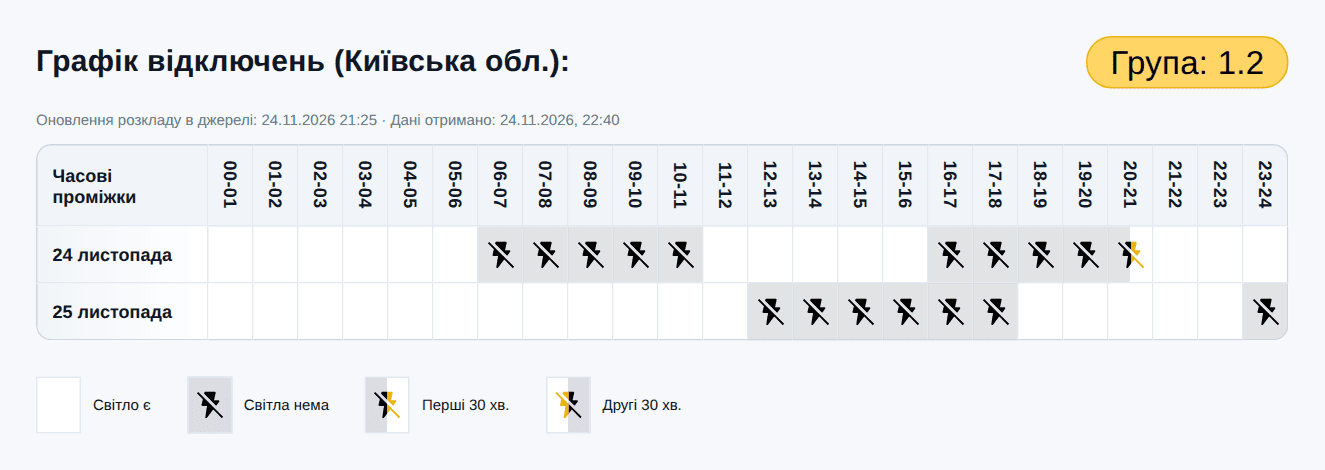 Графік відключень (Київська обл.):
Група: 1.2
Оновлення розкладу в джерелі: 24.11.2026 21:25 · Дані отримано: 24.11.2026, 22:40
Часові
проміжки
00-01
01-02
02-03
03-04
04-05
05-06
06-07
07-08
08-09
09-10
10-11
11-12
12-13
13-14
14-15
15-16
16-17
17-18
18-19
19-20
20-21
21-22
22-23
23-24
24 листопада
25 листопада
Світло є
Світла нема
Перші 30 хв.
Другі 30 хв.